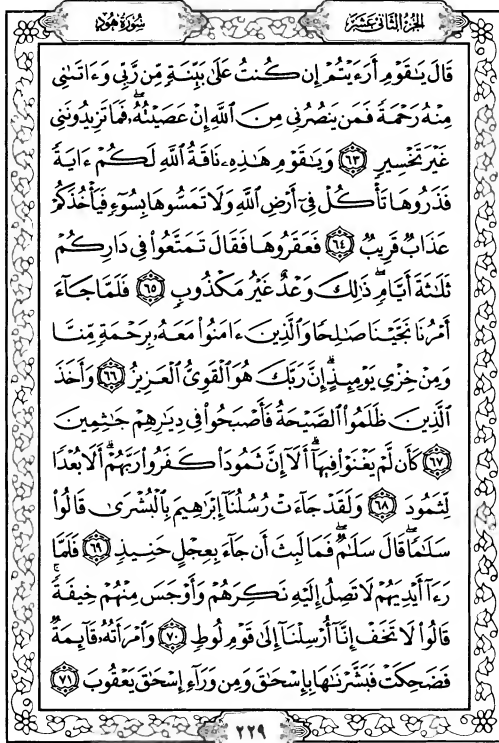 الجزء الثاني عشر
سورة هود
قَالَ يَٰقَوْمِ أَرَءَيْتُمْ إِن كُنتُ عَلَىٰ بَيِّنَةٍ مِّن رَّبِّى وَءَاتَىٰنِى
مِنْهُ رَحْمَةً فَمَن يَنصُرُنِى مِنَ ٱللَّهِ إِنْ عَصَيْتُهُۥ ۖ فَمَا تَزِيدُونَنِى
غَيْرَ تَخْسِيرٍ ٦٣ وَيَٰقَوْمِ هَٰذِهِۦ نَاقَةُ ٱللَّهِ لَكُمْ ءَايَةً
فَذَرُوهَا تَأْكُلْ فِىٓ أَرْضِ ٱللَّهِ وَلَا تَمَسُّوهَا بِسُوٓءٍ فَيَأْخُذَكُمْ
عَذَابٌ قَرِيبٌ ٦٤ فَعَقَرُوهَا فَقَالَ تَمَتَّعُوا۟ فِى دَارِكُمْ
ثَلَٰثَةَ أَيَّامٍ ۖ ذَٰلِكَ وَعْدٌ غَيْرُ مَكْذُوبٍ ٦٥ فَلَمَّا جَآءَ
أَمْرُنَا نَجَّيْنَا صَٰلِحًا وَٱلَّذِينَ ءَامَنُوا۟ مَعَهُۥ بِرَحْمَةٍ مِّنَّا
وَمِنْ خِزْىِ يَوْمِئِذٍ ۗ إِنَّ رَبَّكَ هُوَ ٱلْقَوِىُّ ٱلْعَزِيزُ ٦٦ وَأَخَذَ
ٱلَّذِينَ ظَلَمُوا۟ ٱلصَّيْحَةُ فَأَصْبَحُوا۟ فِى دِيَٰرِهِمْ جَٰثِمِينَ
٦٧ كَأَن لَّمْ يَغْنَوْا۟ فِيهَآ ۗ أَلَآ إِنَّ ثَمُودَا۟ كَفَرُوا۟ رَبَّهُمْ ۗ أَلَا بُعْدًا
لِّثَمُودَ ٦٨ وَلَقَدْ جَآءَتْ رُسُلُنَآ إِبْرَٰهِيمَ بِٱلْبُشْرَىٰ قَالُوا۟
سَلَٰمًا ۖ قَالَ سَلَٰمٌ ۖ فَمَا لَبِثَ أَن جَآءَ بِعِجْلٍ حَنِيذٍ ٦٩ فَلَمَّا
رَءَآ أَيْدِيَهُمْ لَا تَصِلُ إِلَيْهِ نَكِرَهُمْ وَأَوْجَسَ مِنْهُمْ خِيفَةً ۚ
قَالُوا۟ لَا تَخَفْ إِنَّآ أُرْسِلْنَآ إِلَىٰ قَوْمِ لُوطٍ ٧٠ وَٱمْرَأَتُهُۥ قَآئِمَةٌ
فَضَحِكَتْ فَبَشَّرْنَٰهَا بِإِسْحَٰقَ وَمِن وَرَآءِ إِسْحَٰقَ يَعْقُوبَ ٧١
٢٢٩